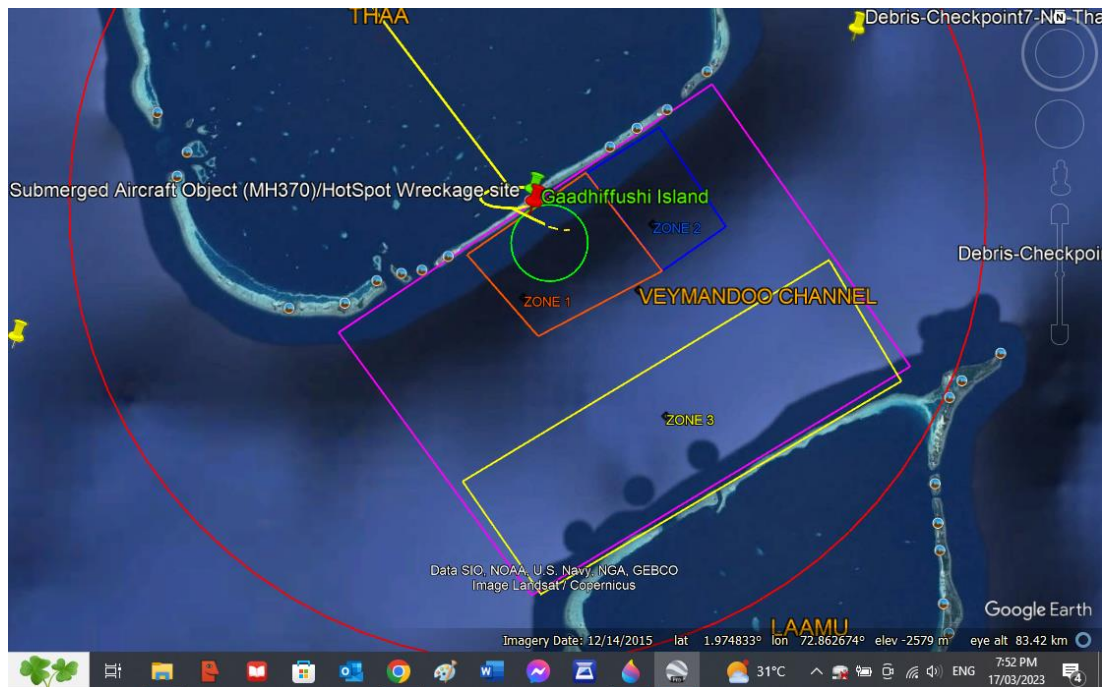 THAA
Debris-Checkpoint7-N
-Tha
Submerged Aircraft Object (MH370)/HotSpot Wreckage site
Gaadhiffushi Island
ZONE 2
Debris-Checkpoi
ZONE 1
VEYMANDOO CHANNEL
ZONE 3
Data SIO, NOAA, U.S. Navy, NGA, GEBCO
Image Landsat / Copernicus
Google Earth
LAAMU
Imagery Date: 12/14/2015 lat 1.974833° lon 72.862674° elev -2579 m eye alt 83.42 km
31°C ENG 7:52 PM
17/03/2023 4